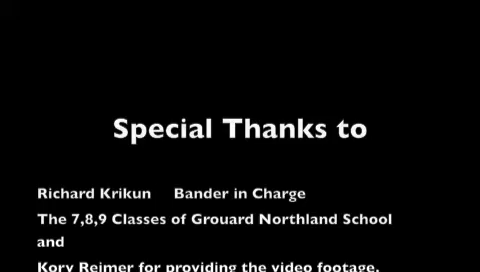 Special Thanks to
Richard Krikun Bander in Charge
The 7,8,9 Classes of Grouard Northland School
and
Kory Reimer for providing the video footage.